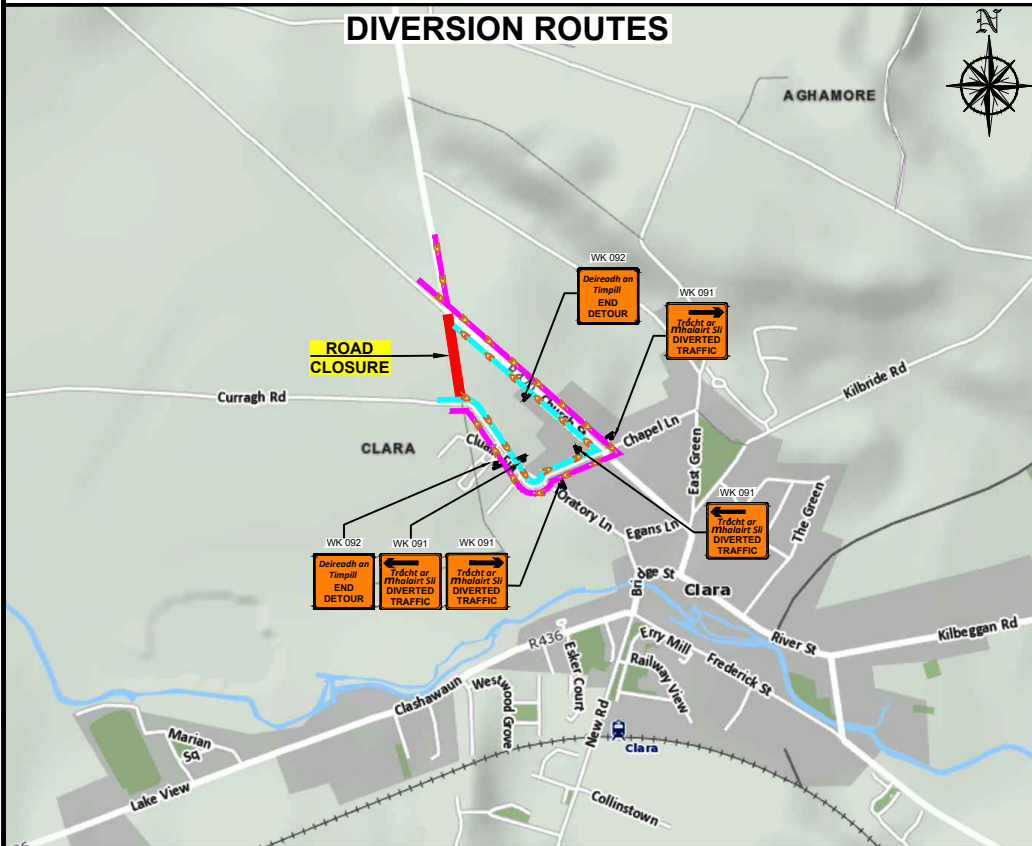 DIVERSION ROUTES
N
AGHAMORE
WK 092
Deireadh an
Timpill
END
DETOUR
WK 091
Trácht ar
mhalairt Slí
DIVERTED
TRAFFIC
ROAD
CLOSURE
Kilbride Rd
Curragh Rd
Church St
Chapel Ln
CLARA
East Green
The Green
Oratory Ln
Egans Ln
WK 091
Trácht ar
mhalairt Slí
DIVERTED
TRAFFIC
WK 092
Deireadh an
Timpill
END
DETOUR
WK 091
Trácht ar
mhalairt Slí
DIVERTED
TRAFFIC
WK 091
Trácht ar
mhalairt Slí
DIVERTED
TRAFFIC
Bridge St
Clara
River St
Kilbeggan Rd
R436
Erry Mill
Frederick St
Railway View
Esker Court
Clashawaun
Westwood Grove
New Rd
Clara
Marian
Sq
Lake View
Collinstown